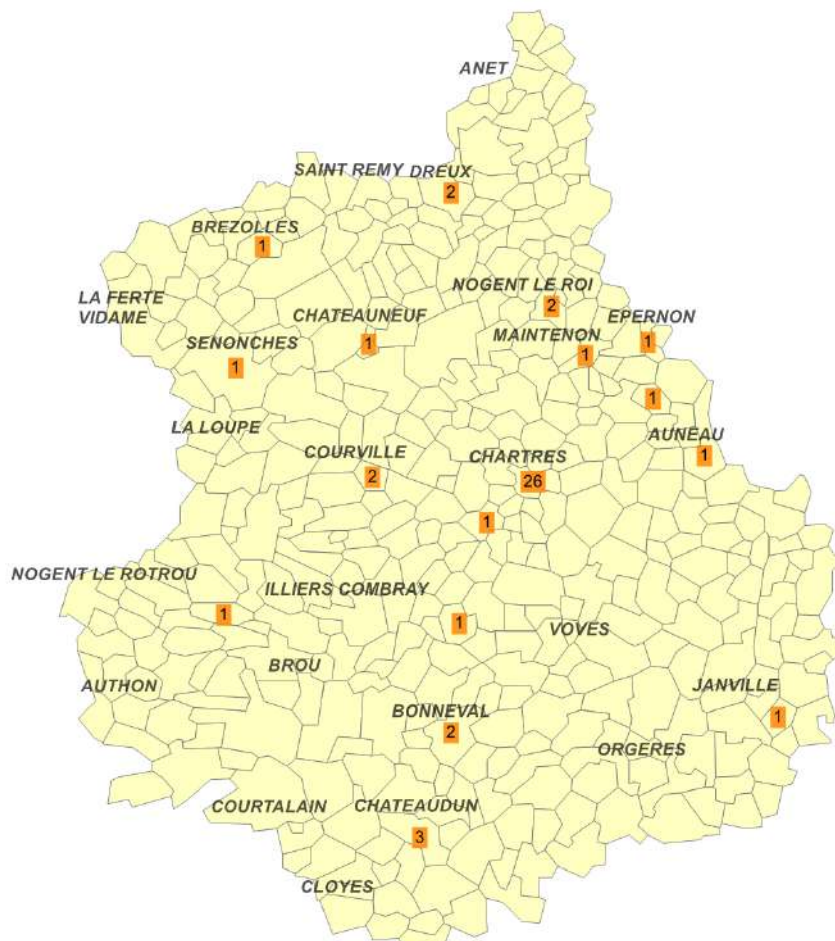 ANET
SAINT REMY DREUX
2
BREZOLLES
1
LA FERTE
VIDAME
NOGENT LE ROI
2
CHATEAUNEUF
1
EPERNON
1
SENONCHES
1
MAINTENON
1
1
LA LOUPE
AUNEAU
1
COURVILLE
2
CHARTRES
26
1
NOGENT LE ROTROU
1
ILLIERS COMBRAY
1
VOVES
BROU
AUTHON
JANVILLE
1
BONNEVAL
2
ORGERES
COURTALAIN
CHATEAUDUN
3
CLOYES